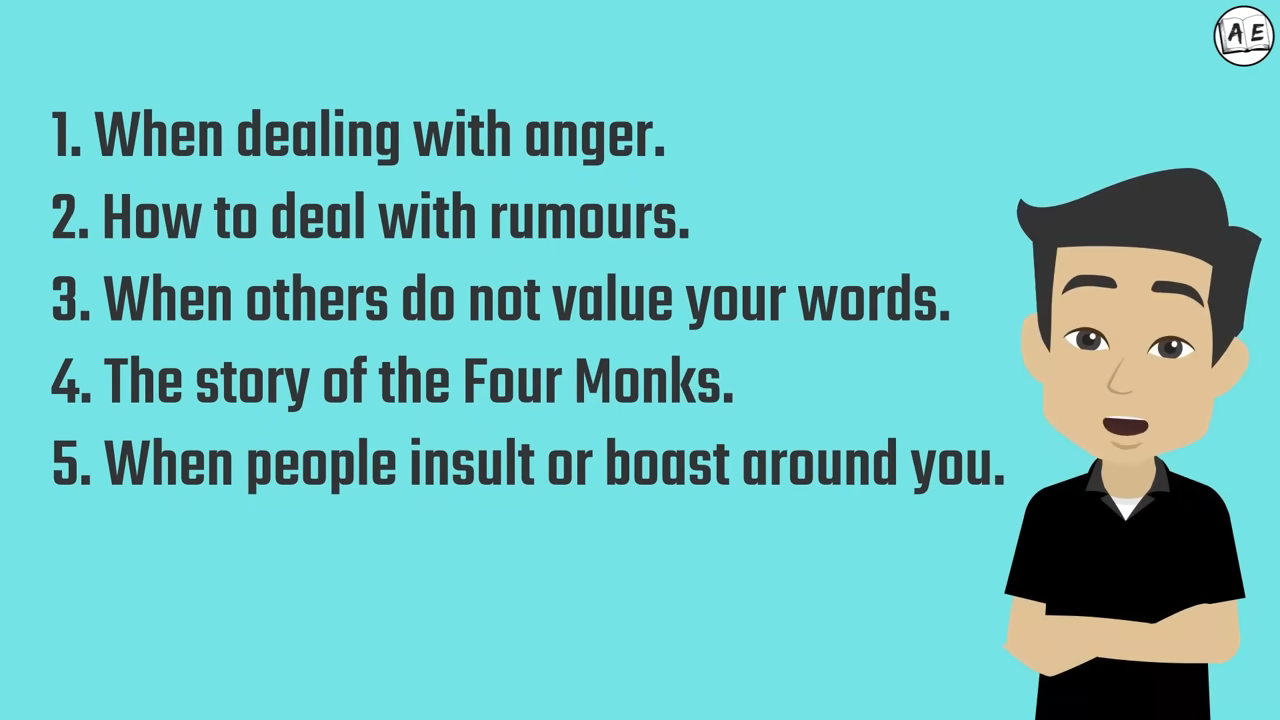 A E
1. When dealing with anger.
2. How to deal with rumours.
3. When others do not value your words.
4. The story of the Four Monks.
5. When people insult or boast around you.